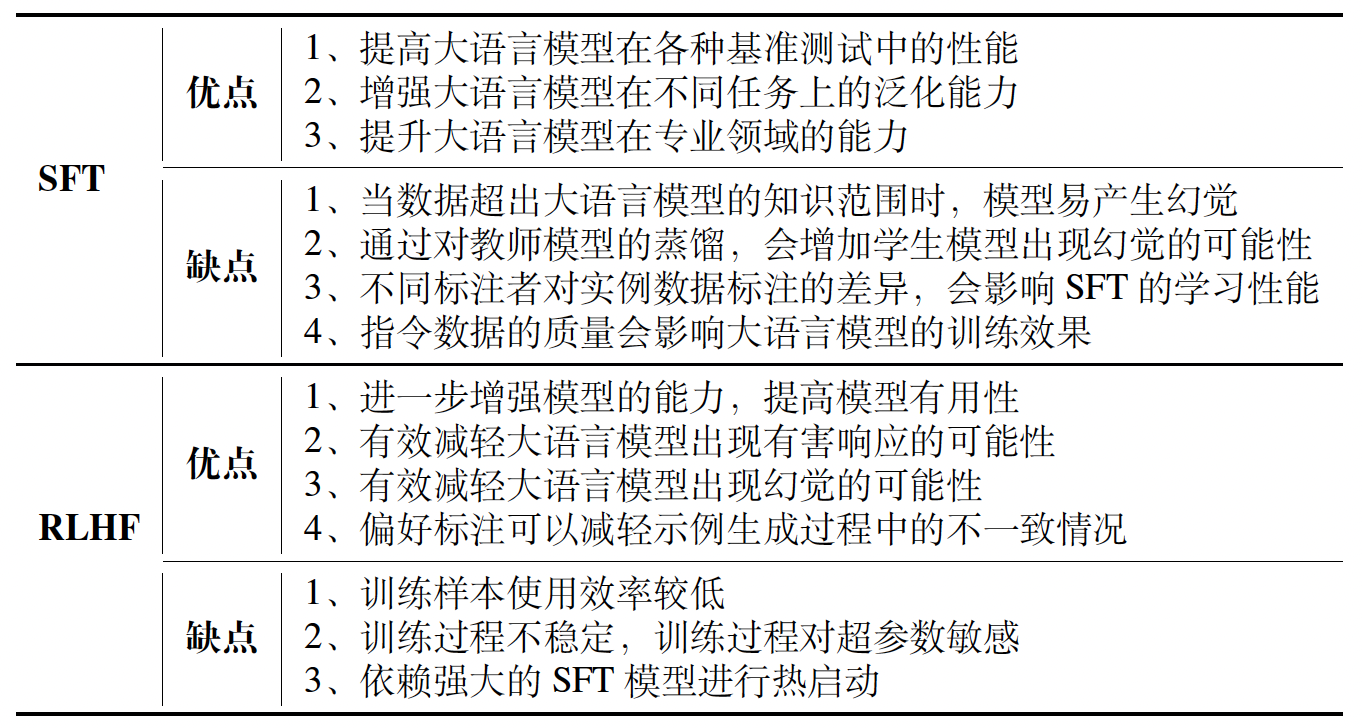 SFT
优点
1、提高大语言模型在各种基准测试中的性能
2、增强大语言模型在不同任务上的泛化能力
3、提升大语言模型在专业领域的能力
缺点
1、当数据超出大语言模型的知识范围时，模型易产生幻觉
2、通过对教师模型的蒸馏，会增加学生模型出现幻觉的可能性
3、不同标注者对实例数据标注的差异，会影响 SFT 的学习性能
4、指令数据的质量会影响大语言模型的训练效果
RLHF
优点
1、进一步增强模型的能力，提高模型有用性
2、有效减轻大语言模型出现有害响应的可能性
3、有效减轻大语言模型出现幻觉的可能性
4、偏好标注可以减轻示例生成过程中的不一致情况
缺点
1、训练样本使用效率较低
2、训练过程不稳定，训练过程对超参数敏感
3、依赖强大的 SFT 模型进行热启动